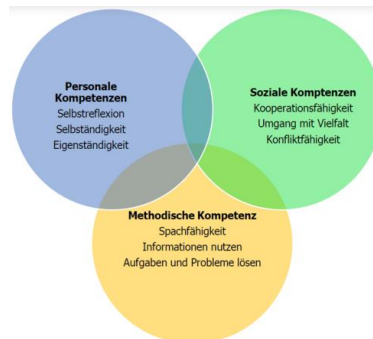 Personale
Kompetenzen
Selbstreflexion
Selbständigkeit
Eigenständigkeit
Soziale Komptenzen
Kooperationsfähigkeit
Umgang mit Vielfalt
Konfliktfähigkeit
Methodische Kompetenz
Spachfähigkeit
Informationen nutzen
Aufgaben und Probleme lösen